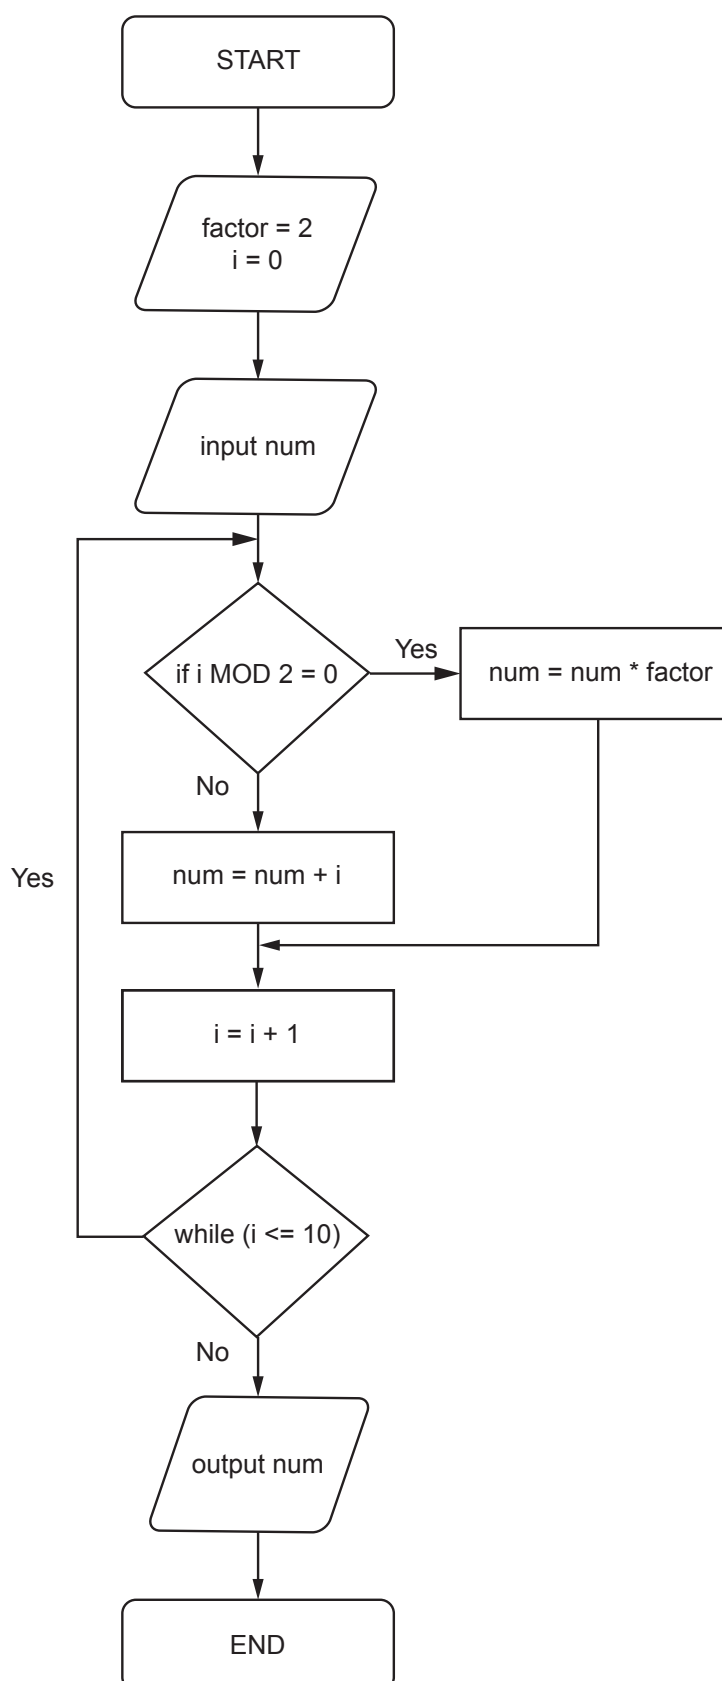 START
factor = 2
i = 0
input num
if i MOD 2 = 0
Yes
num = num * factor
No
num = num + i
Yes
i = i + 1
while (i <= 10)
No
output num
END